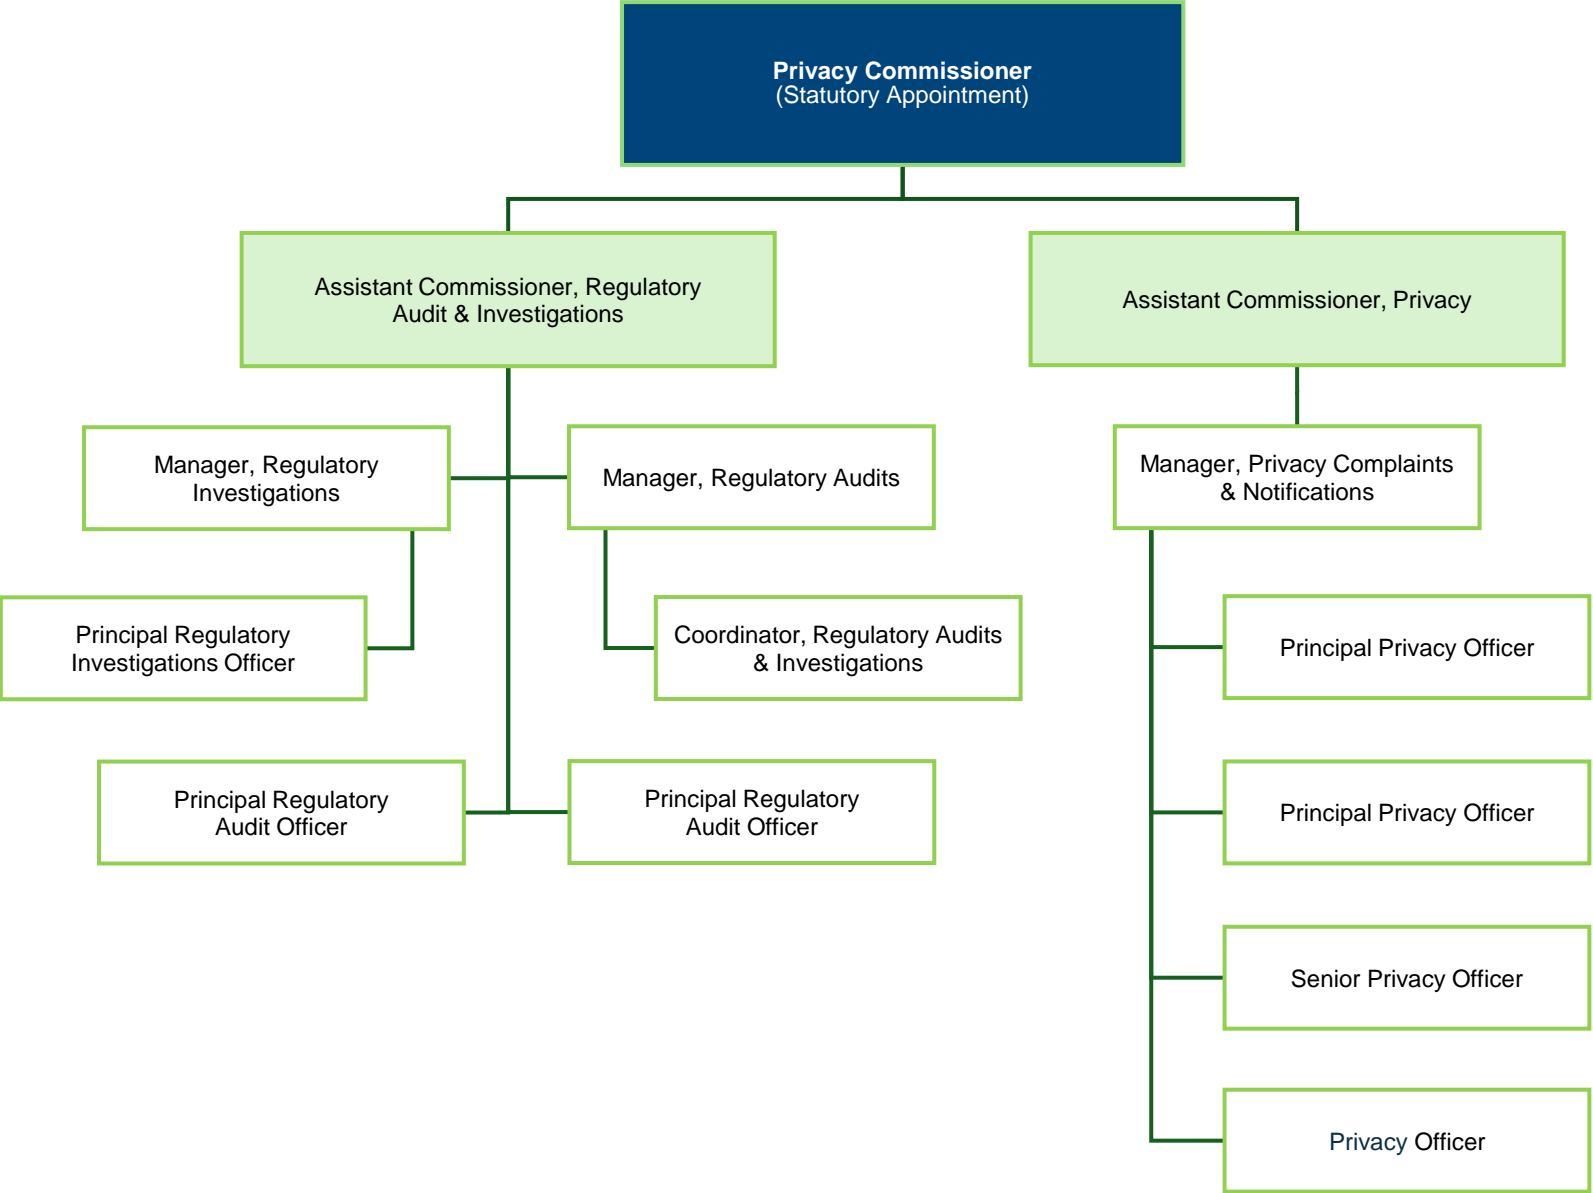 Privacy Commissioner
(Statutory Appointment)
Assistant Commissioner, Regulatory
Audit & Investigations
Assistant Commissioner, Privacy
Manager, Regulatory
Investigations
Manager, Regulatory Audits
Manager, Privacy Complaints
& Notifications
Principal Regulatory
Investigations Officer
Coordinator, Regulatory Audits
& Investigations
Principal Privacy Officer
Principal Regulatory
Audit Officer
Principal Regulatory
Audit Officer
Principal Privacy Officer
Senior Privacy Officer
Privacy Officer